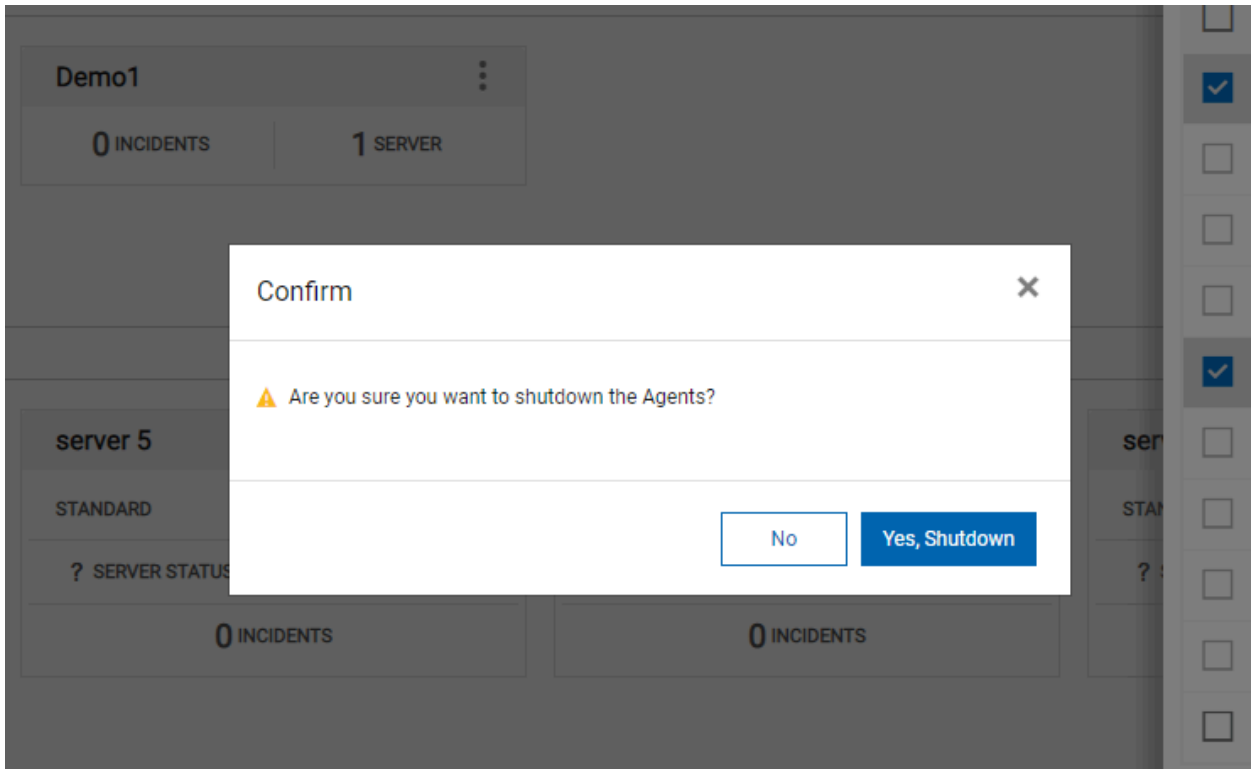 Demo1
0 INCIDENTS 1 SERVER
Confirm
Are you sure you want to shutdown the Agents?
No Yes, Shutdown
server 5
STANDARD
? SERVER STATUS
0 INCIDENTS
0 INCIDENTS
?